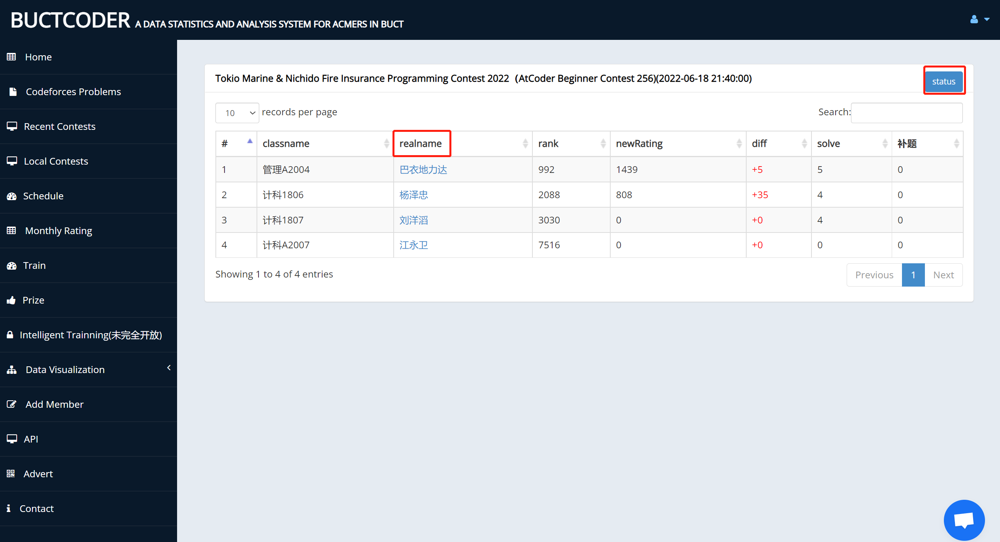 BUCTCODER A DATA STATISTICS AND ANALYSIS SYSTEM FOR ACMERS IN BUCT
Home
Codeforces Problems
Recent Contests
Local Contests
Schedule
Monthly Rating
Train
Prize
Intelligent Trainning(未完全开放)
Data Visualization
Add Member
API
Advert
Contact
Tokio Marine & Nichido Fire Insurance Programming Contest 2022 (AtCoder Beginner Contest 256)(2022-06-18 21:40:00)
status
10 records per page
Search:
# classname realname rank newRating diff solve 补题
1 管理A2004 巴衣地力达 992 1439 +5 5 0
2 计科1806 杨泽忠 2088 808 +35 4 0
3 计科1807 刘洋滔 3030 0 +0 4 0
4 计科A2007 江永卫 7516 0 +0 0 0
Showing 1 to 4 of 4 entries
Previous 1 Next